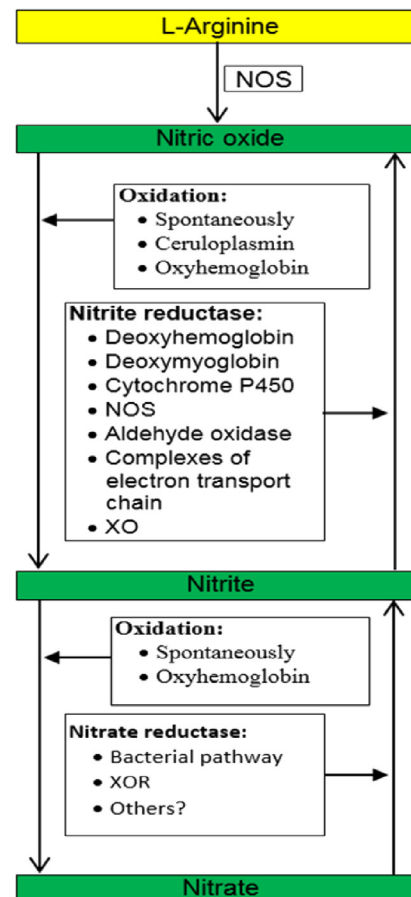 L-Arginine
NOS
Nitric oxide
Oxidation:
• Spontaneously
• Ceruloplasmin
• Oxyhemoglobin
Nitrite reductase:
• Deoxyhemoglobin
• Deoxymyoglobin
• Cytochrome P450
• NOS
• Aldehyde oxidase
• Complexes of
electron transport
chain
• XO
Nitrite
Oxidation:
• Spontaneously
• Oxyhemoglobin
Nitrate reductase:
• Bacterial pathway
• XOR
• Others?
Nitrate